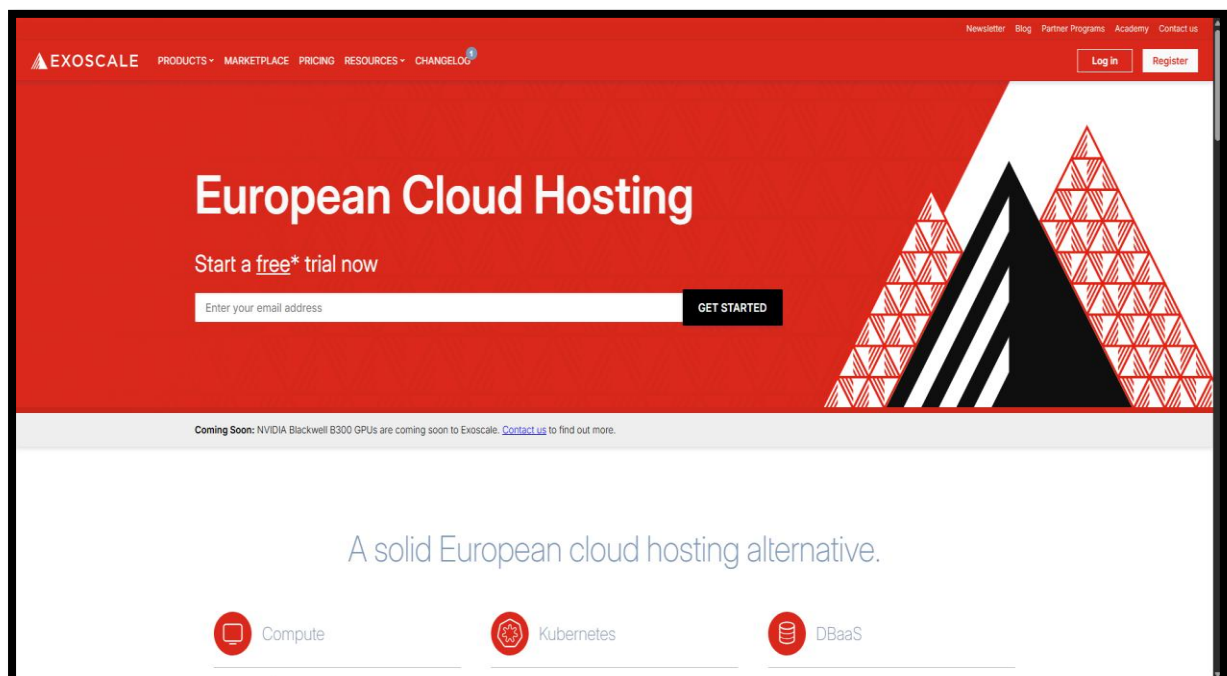 Newsletter Blog Partner Programs Academy Contact us
EXOSCALE PRODUCTS MARKETPLACE PRICING RESOURCES CHANGELOG 1 Log in Register
European Cloud Hosting
Start a free* trial now
Enter your email address GET STARTED
Coming Soon: NVIDIA Blackwell B300 GPUs are coming soon to Exoscale. Contact us to find out more.
A solid European cloud hosting alternative.
Compute Kubernetes DBaaS